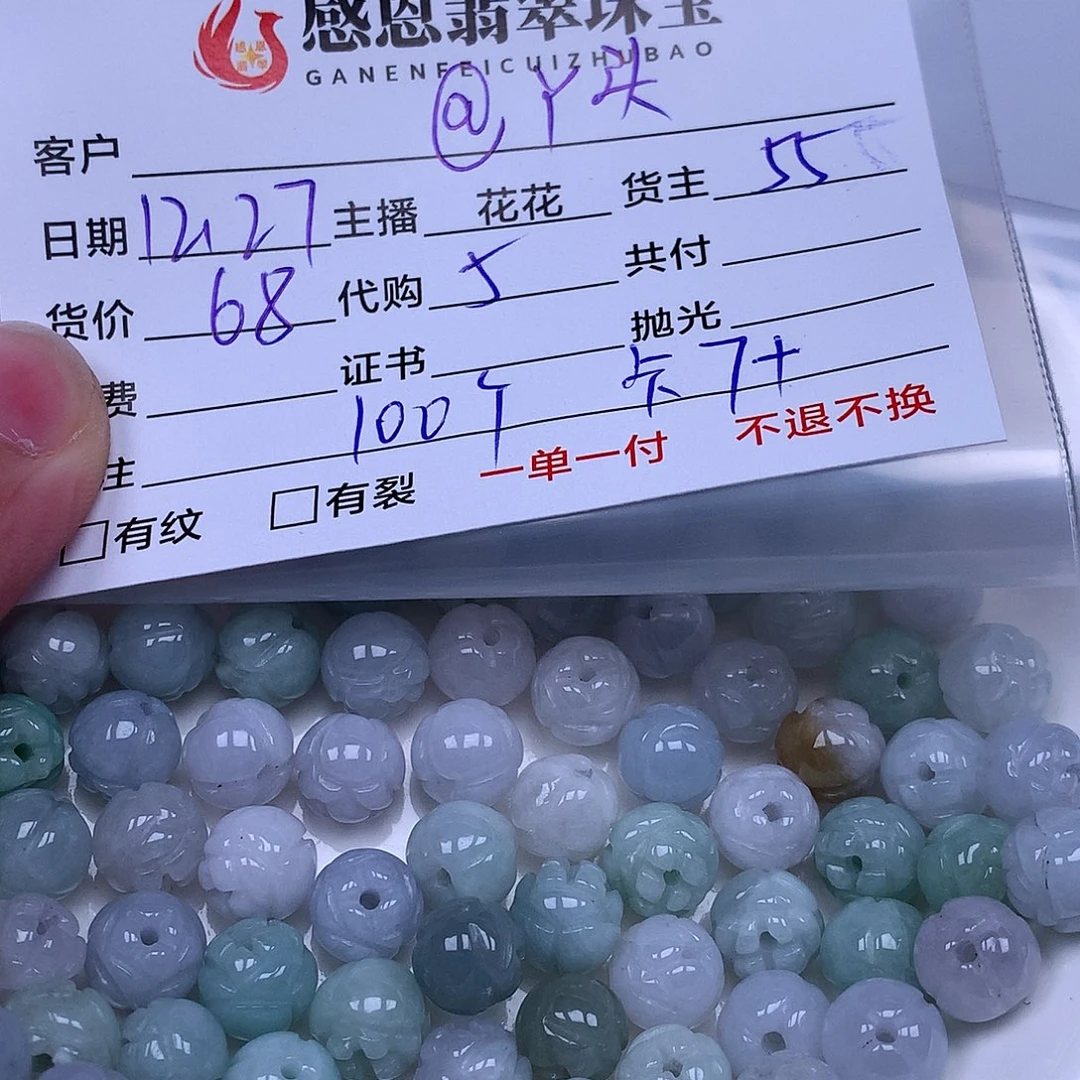 感恩翡翠珠宝
GANENFEICUIZHUBAO
客户 @丫头
日期 12.27 主播 花花 货主 55
货价 68 代购 5 共付
费 证书 抛光
主 100个 卡7+
有纹 有裂 一单一付 不退不换